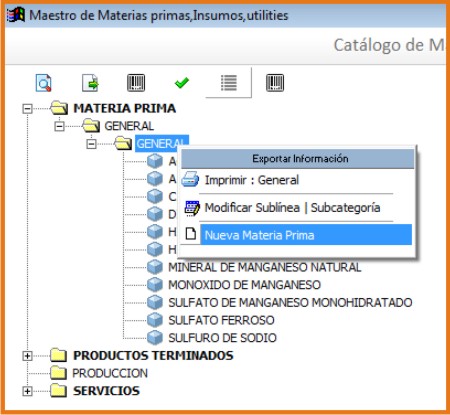 Maestro de Materias primas,Insumos,utilities
Catálogo de M
MATERIA PRIMA
GENERAL
GENERAL
Exportar Información
A
Imprimir : General
A
C
Modificar Sublínea | Subcategoría
D
H
Nueva Materia Prima
H
MINERAL DE MANGANESO NATURAL
MONOXIDO DE MANGANESO
SULFATO DE MANGANESO MONOHIDRATADO
SULFATO FERROSO
SULFURO DE SODIO
PRODUCTOS TERMINADOS
PRODUCCION
SERVICIOS